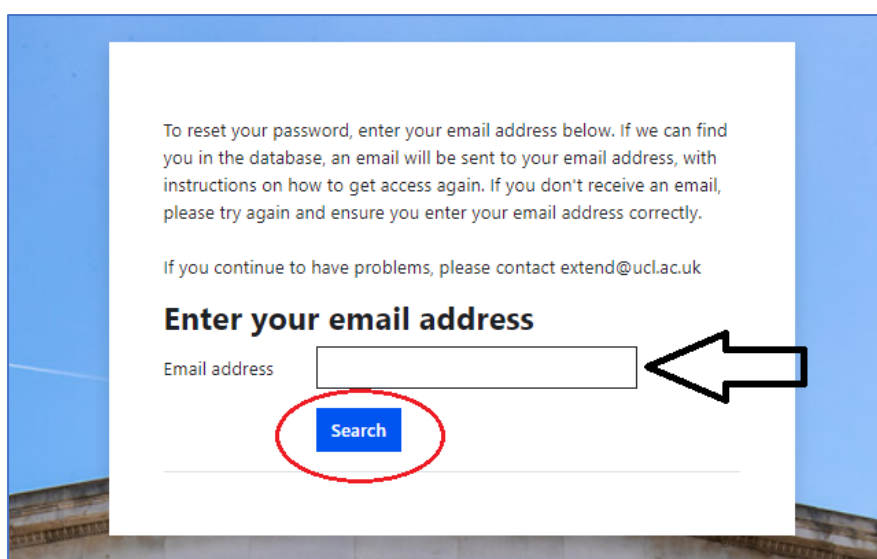 To reset your password, enter your email address below. If we can find
you in the database, an email will be sent to your email address, with
instructions on how to get access again. If you don't receive an email,
please try again and ensure you enter your email address correctly.
If you continue to have problems, please contact extend@ucl.ac.uk
Enter your email address
Email address
Search